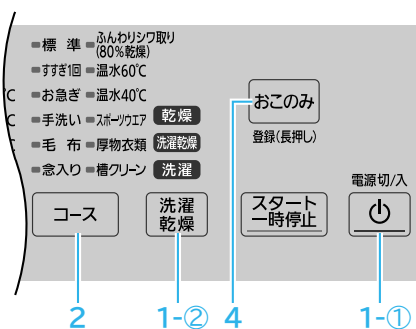 標 準 ふんわりシワ取り
(80%乾燥)
すすぎ1回 温水60℃
℃ お急ぎ 温水40℃
C 手洗い スポーツウエア 乾燥
℃ 毛 布 厚物衣類 洗濯乾燥
念入り 槽クリーン 洗濯
おこのみ
登録(長押し)
電源切/入
コース
洗濯
乾燥
スタート
一時停止
2 1-② 4 1-①